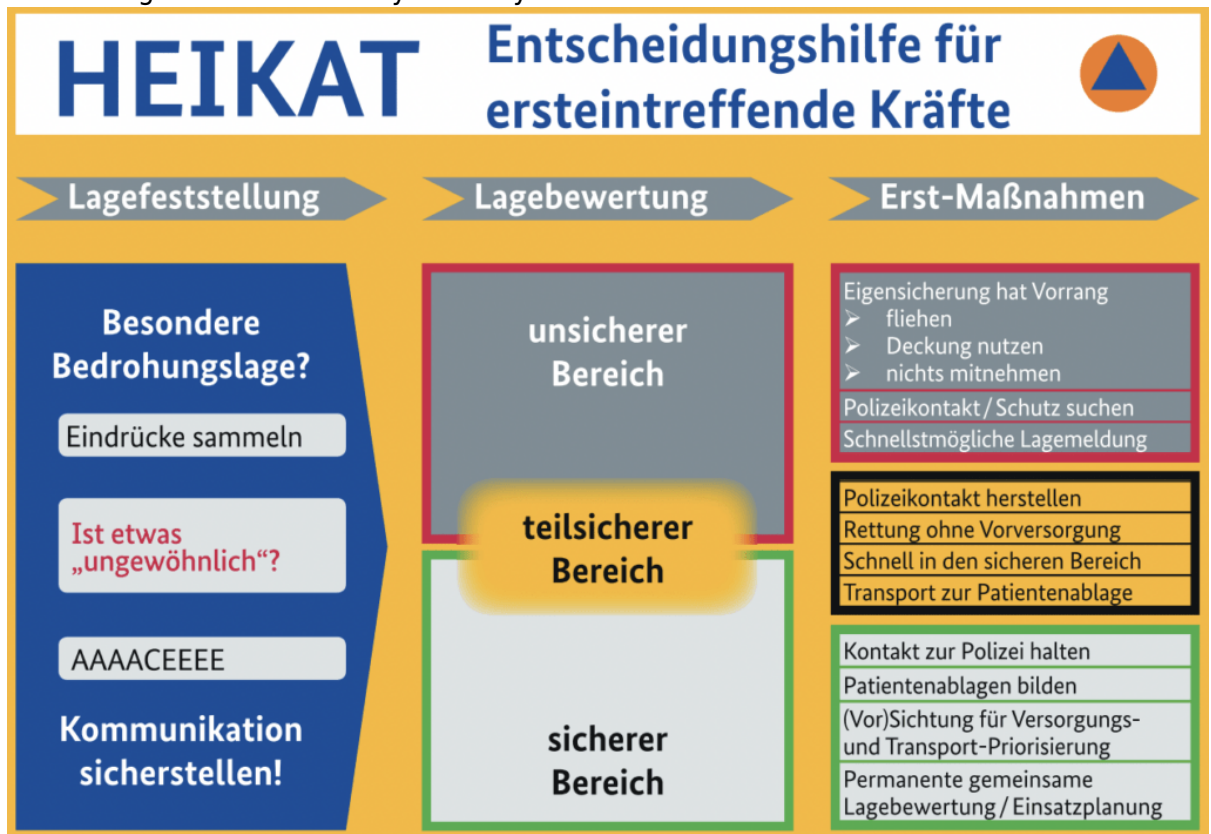 HEIKAT
Entscheidungshilfe für
ersteintreffende Kräfte
Lagefeststellung
Lagebewertung
Erst-Maßnahmen
Besondere
Bedrohungslage?
Eindrücke sammeln
Ist etwas
„ungewöhnlich“?
AAAACEEEE
Kommunikation
sicherstellen!
unsicherer
Bereich
teilsicherer
Bereich
sicherer
Bereich
Eigensicherung hat Vorrang
➢ fliehen
➢ Deckung nutzen
➢ nichts mitnehmen
Polizeikontakt / Schutz suchen
Schnellstmögliche Lagemeldung
Polizeikontakt herstellen
Rettung ohne Vorversorgung
Schnell in den sicheren Bereich
Transport zur Patientenablage
Kontakt zur Polizei halten
Patientenablagen bilden
(Vor)Sichtung für Versorgungs-
und Transport-Priorisierung
Permanente gemeinsame
Lagebewertung / Einsatzplanung